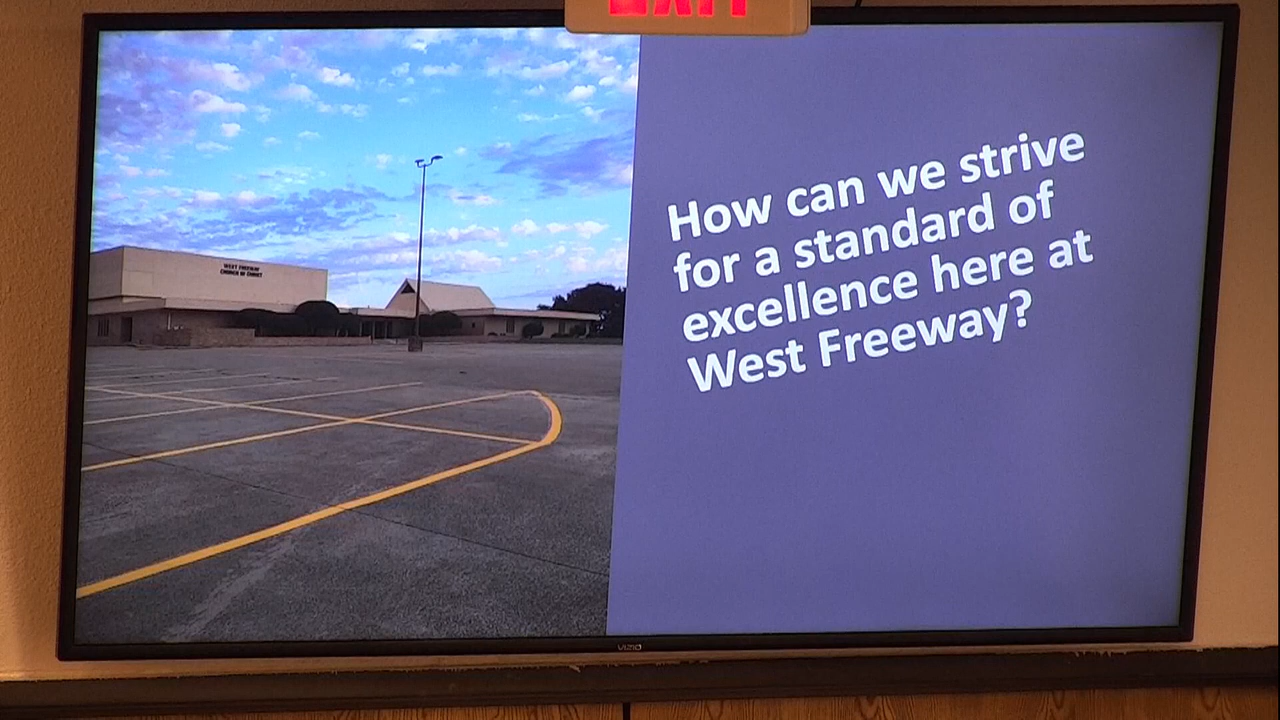 EXIT
WEST FREEWAY
CHURCH OF CHRIST
How can we strive
for a standard of
excellence here at
West Freeway?
VIZIO